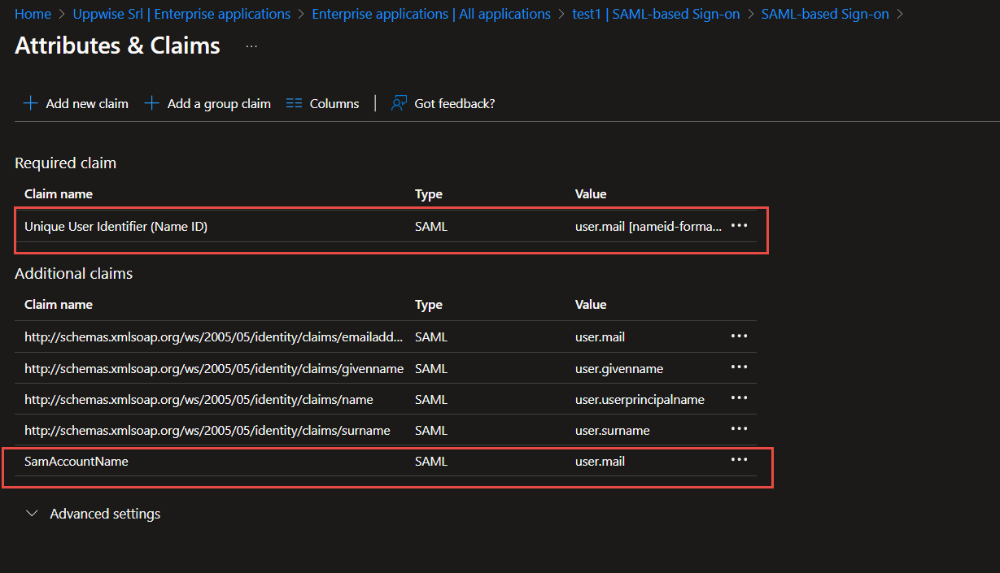 Home > Uppwise Srl | Enterprise applications > Enterprise applications | All applications > test1 | SAML-based Sign-on > SAML-based Sign-on >
Attributes & Claims ...
+ Add new claim + Add a group claim Columns | Got feedback?
Required claim
Claim name Type Value
Unique User Identifier (Name ID) SAML user.mail [nameid-forma... •••
Additional claims
Claim name Type Value
http://schemas.xmlsoap.org/ws/2005/05/identity/claims/emailadd... SAML user.mail •••
http://schemas.xmlsoap.org/ws/2005/05/identity/claims/givenname SAML user.givenname •••
http://schemas.xmlsoap.org/ws/2005/05/identity/claims/name SAML user.userprincipalname •••
http://schemas.xmlsoap.org/ws/2005/05/identity/claims/surname SAML user.surname •••
SamAccountName SAML user.mail •••
Advanced settings